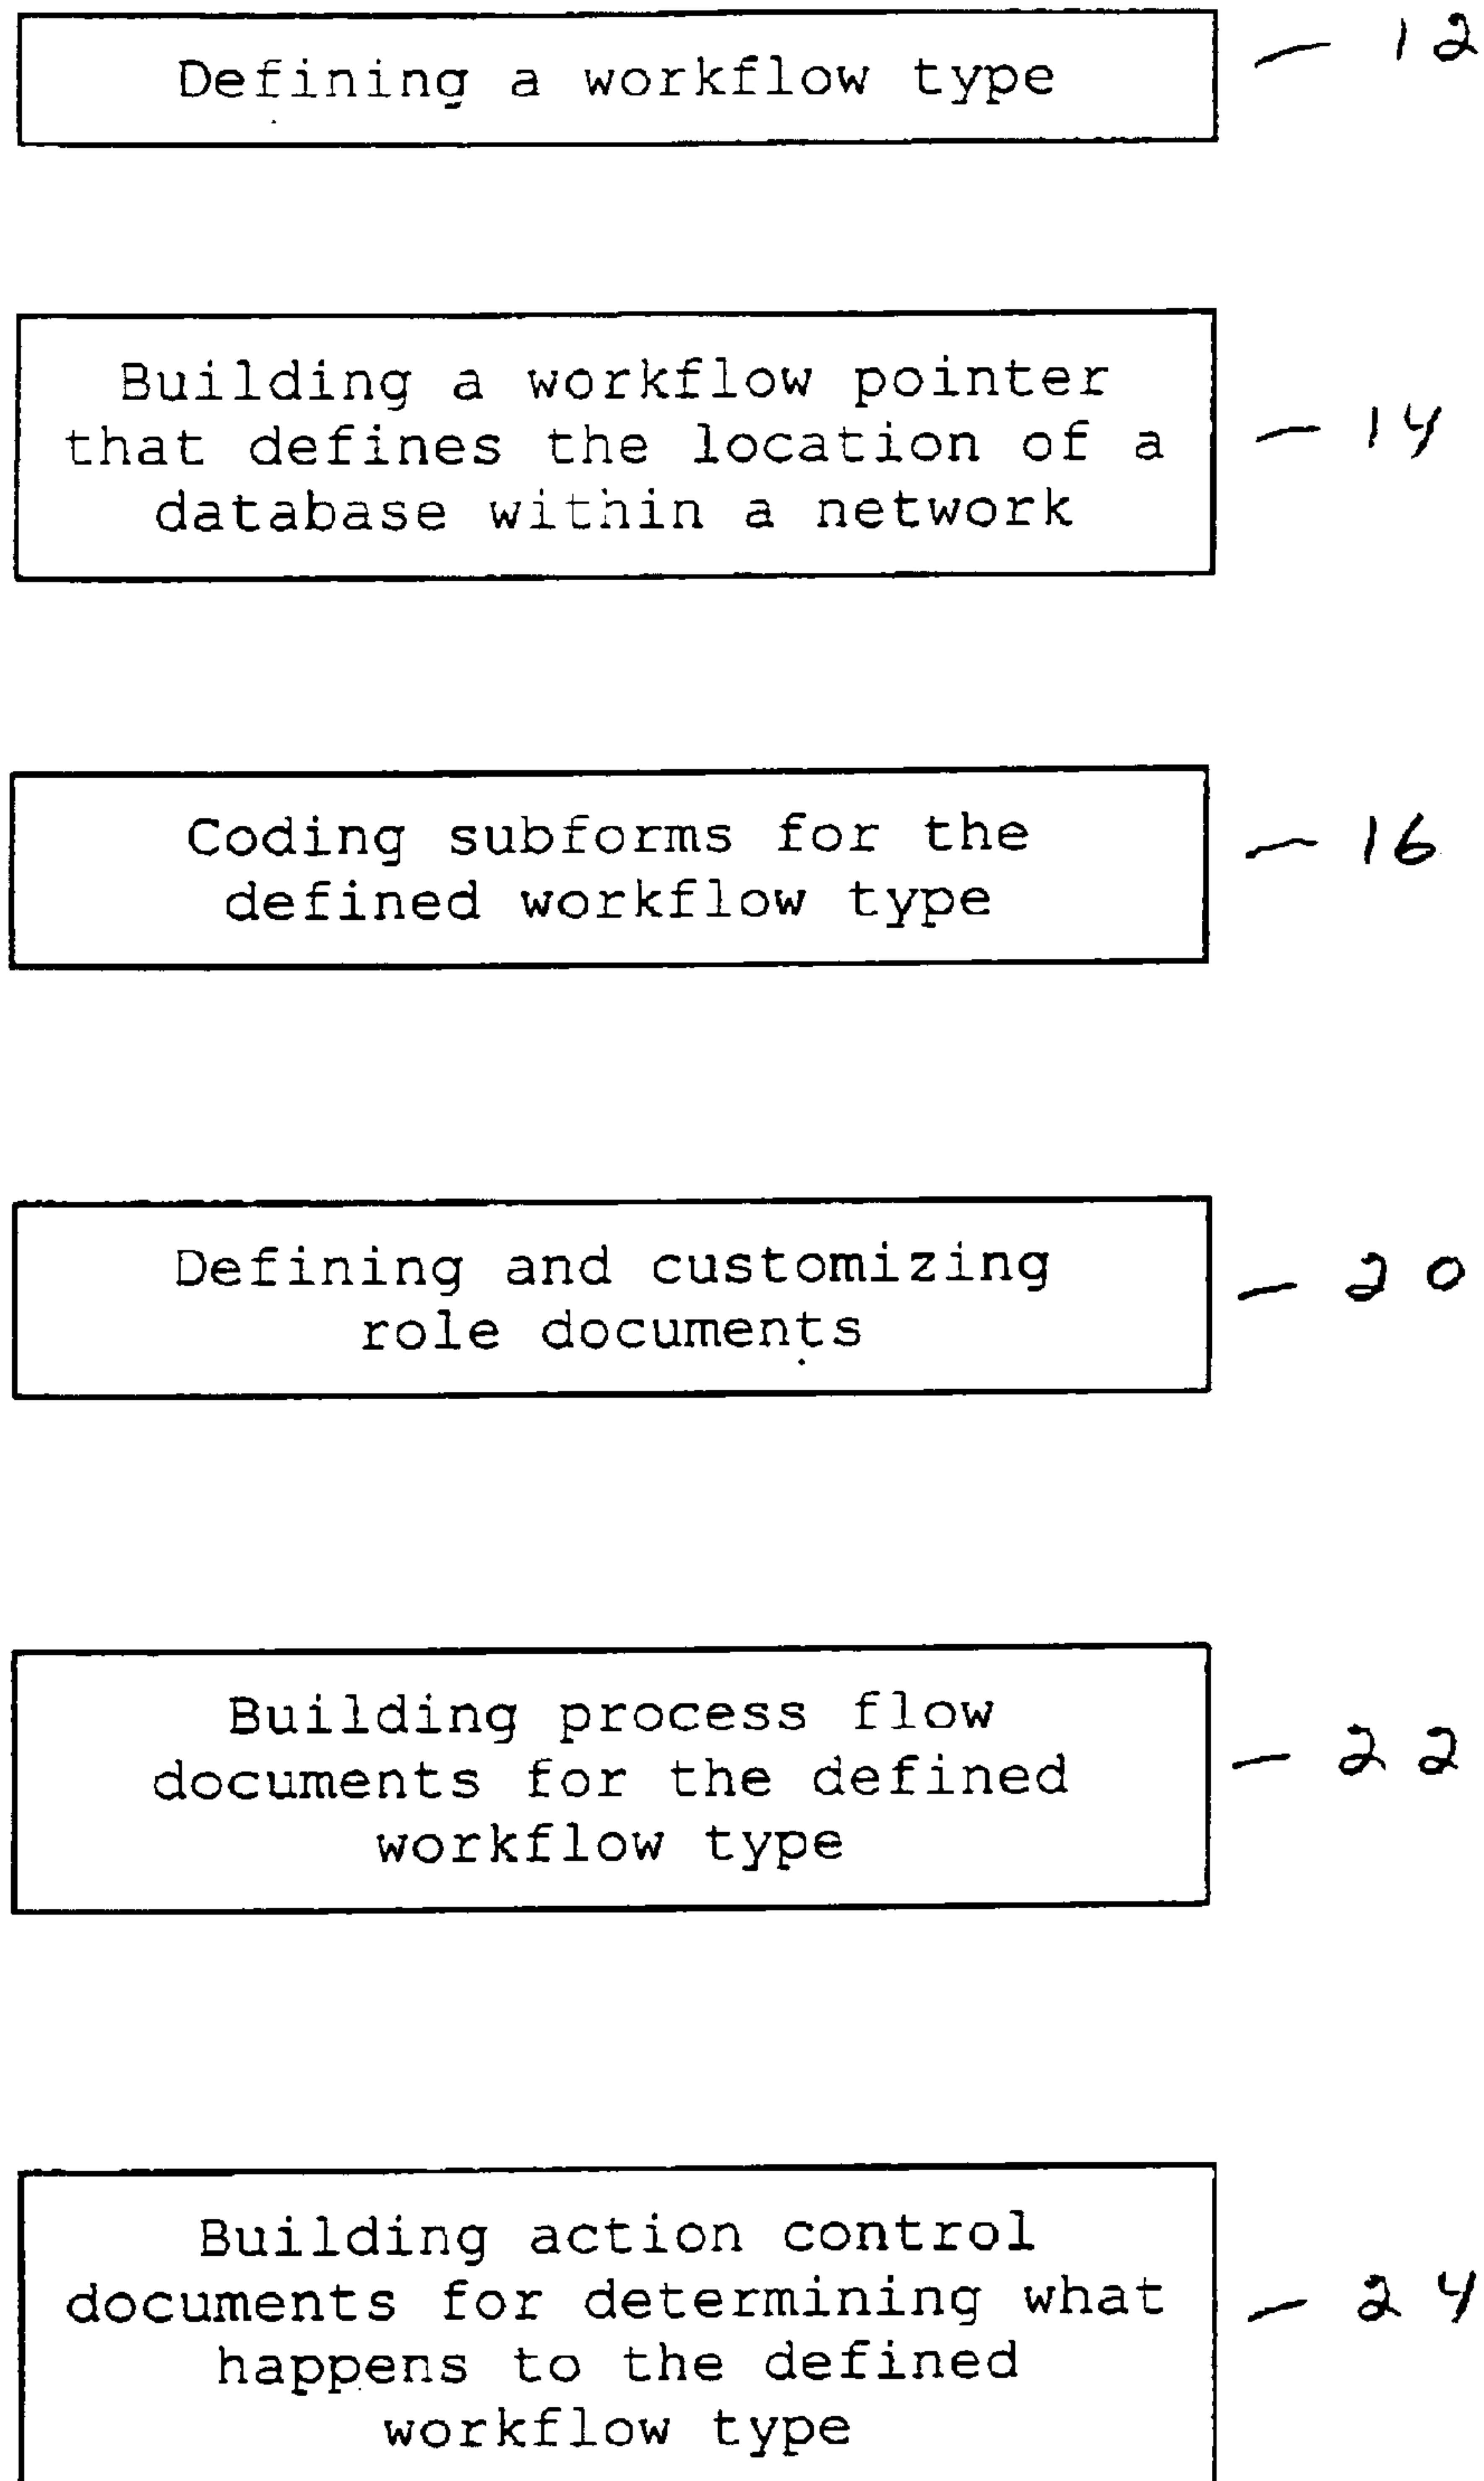 Defining a workflow type
12
Building a workflow pointer
that defines the location of a
database within a network
14
Coding subforms for the
defined workflow type
16
Defining and customizing
role documents
20
Building process flow
documents for the defined
workflow type
22
Building action control
documents for determining what
happens to the defined
workflow type
24